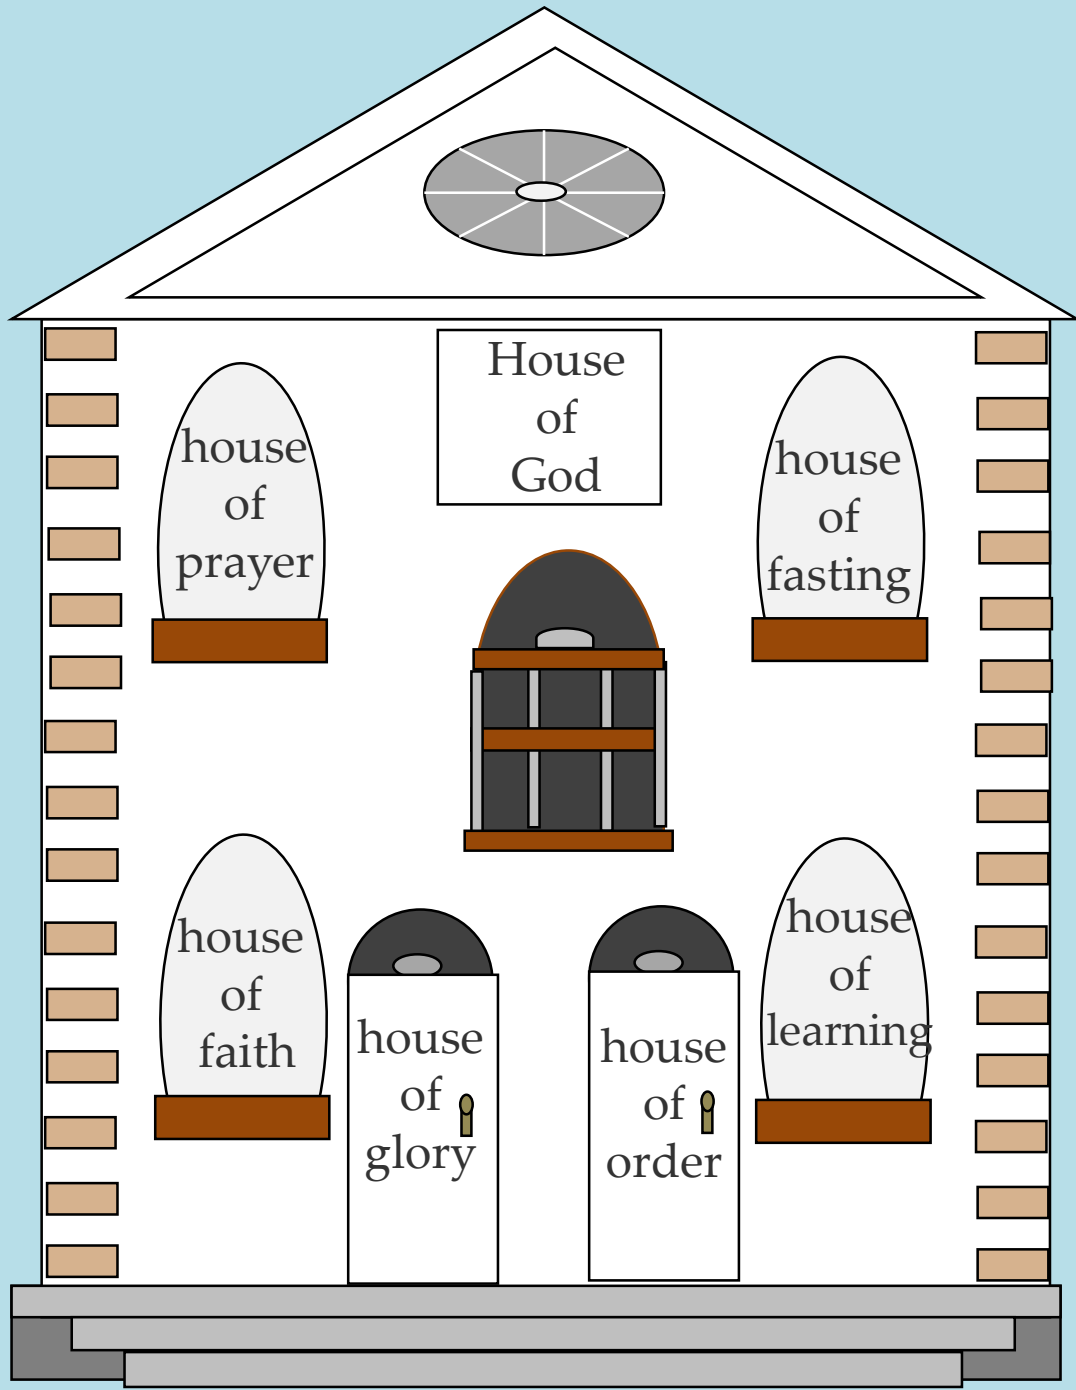 House
of
God
house
of
prayer
house
of
fasting
house
of
faith
house
of
glory
house
of
order
house
of
learning